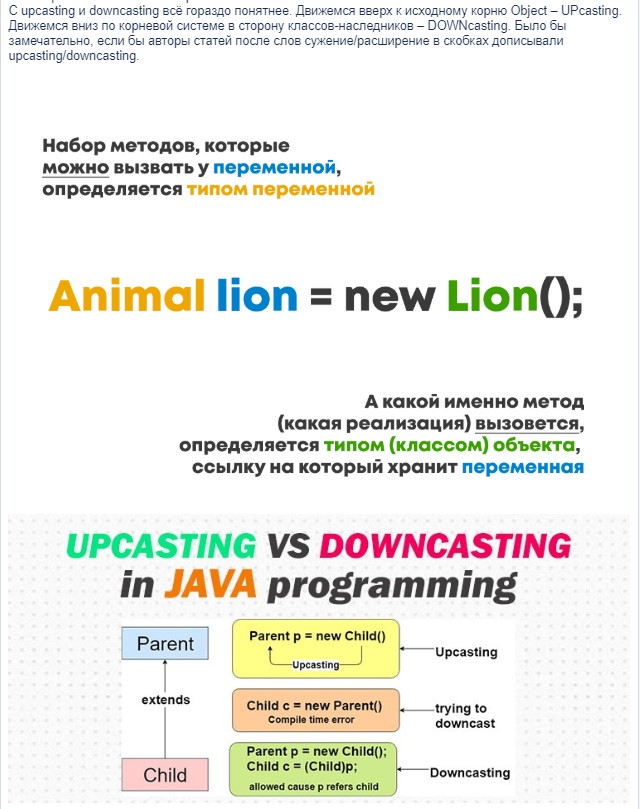 С upcasting и downcasting всё гораздо понятнее. Движемся вверх к исходному корню Object – UPcasting.
Движемся вниз по корневой системе в сторону классов-наследников – DOWNcasting. Было бы
замечательно, если бы авторы статей после слов сужение/расширение в скобках дописывали
upcasting/downcasting.
Набор методов, которые
можно вызвать у переменной,
определяется типом переменной
Animal lion = new Lion();
А какой именно метод
(какая реализация) вызовется,
определяется типом (классом) объекта,
ссылку на который хранит переменная
UPCASTING VS DOWNCASTING
in JAVA programming
Parent
extends
Child
Parent p = new Child()
Upcasting
Upcasting
Child c = new Parent()
Compile time error
trying to
downcast
Parent p = new Child();
Child c = (Child)p;
allowed cause p refers child
Downcasting